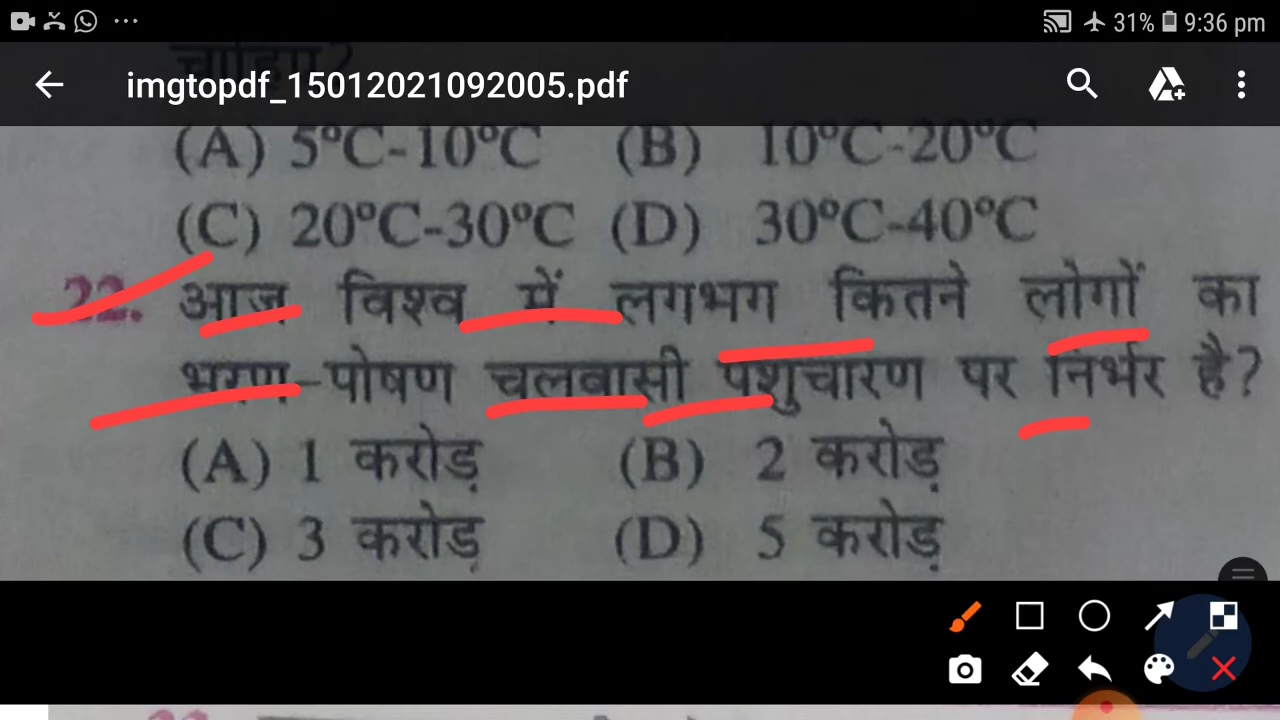 31% 9:36 pm
imgtopdf_15012021092005.pdf
चाहिए?
(A) 5°C-10°C (B) 10°C-20°C
(C) 20°C-30°C (D) 30°C-40°C
22. आज विश्व में लगभग कितने लोगों का
भरण-पोषण चलवासी पशुचारण पर निर्भर है?
(A) 1 करोड़ (B) 2 करोड़
(C) 3 करोड़ (D) 5 करोड़